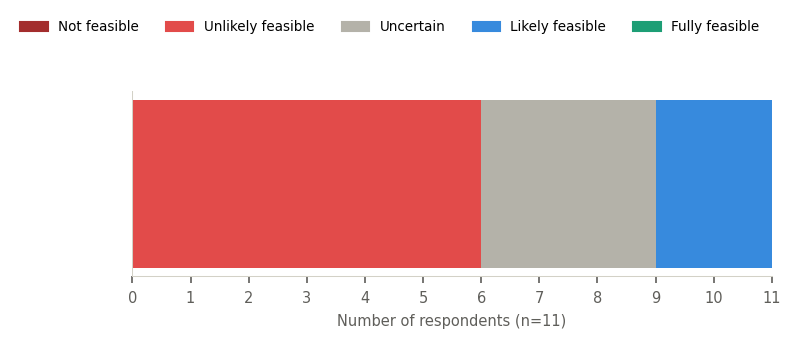 Not feasible Unlikely feasible Uncertain Likely feasible Fully feasible
0 1 2 3 4 5 6 7 8 9 10 11
Number of respondents (n=11)